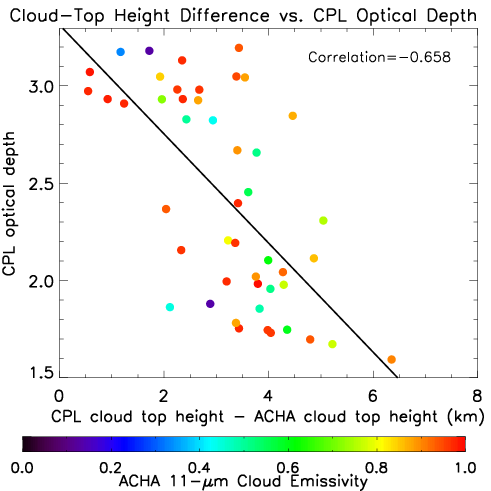 Cloud-Top Height Difference vs. CPL Optical Depth
Correlation=-0.658
CPL optical depth
3.0
2.5
2.0
1.5
0 2 4 6 8
CPL cloud top height - ACHA cloud top height (km)
0.0 0.2 0.4 0.6 0.8 1.0
ACHA 11-μm Cloud Emissivity